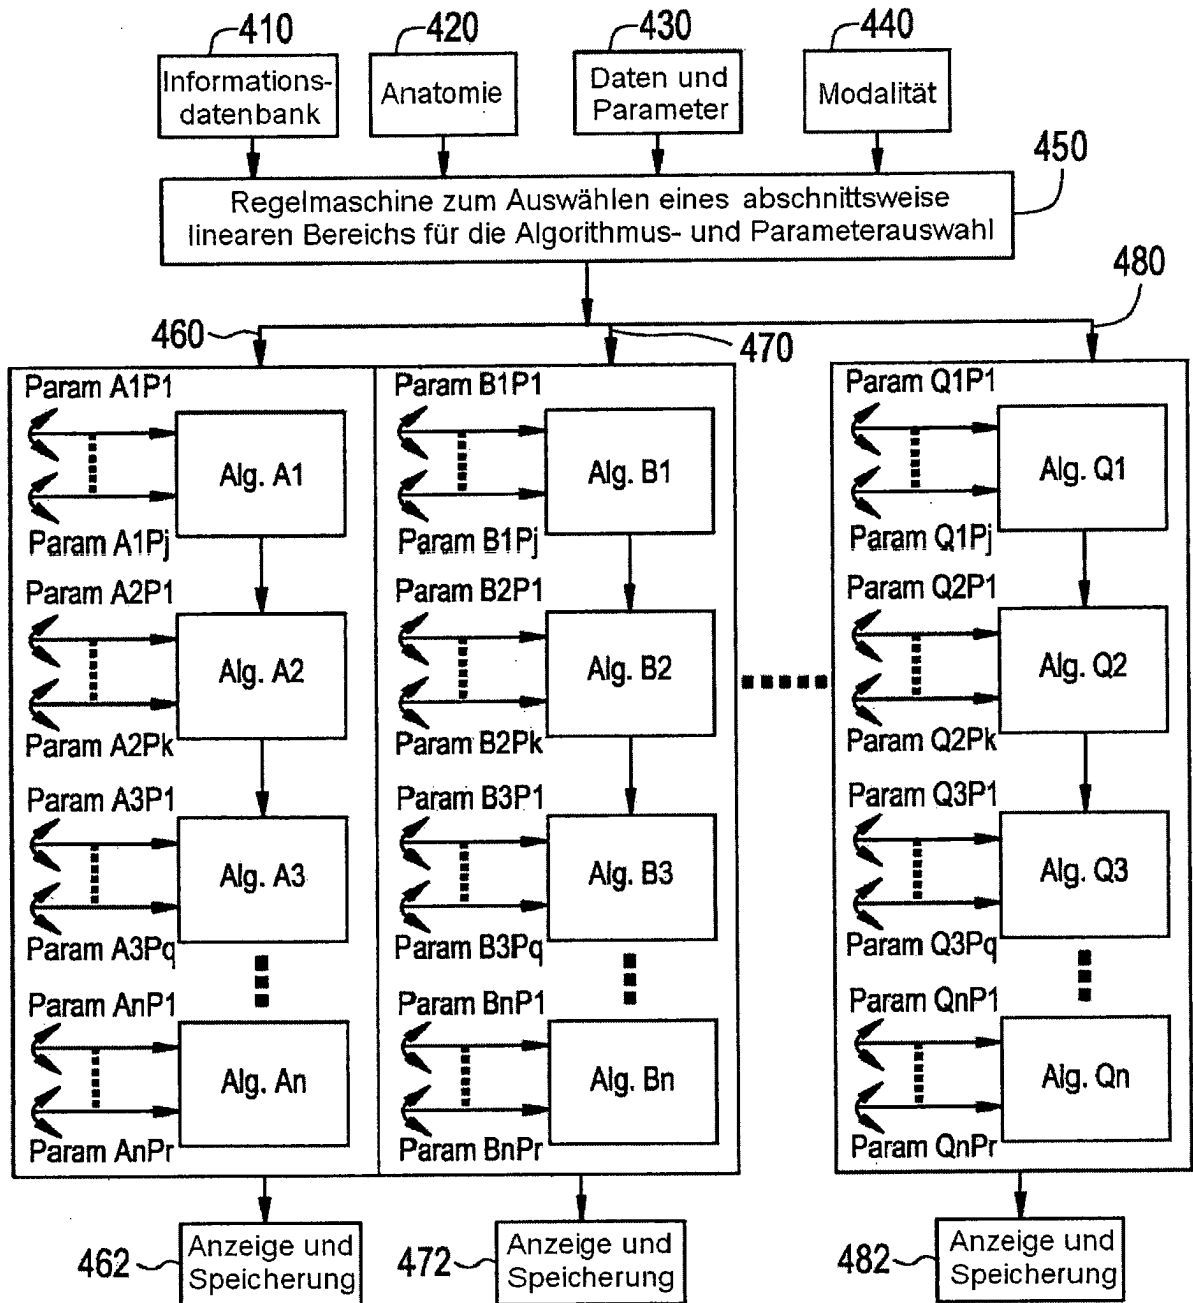 410
420
430
440
Informations-
datenbank
Anatomie
Daten und
Parameter
Modalität
450
Regelmaschine zum Auswählen eines abschnittsweise
linearen Bereichs für die Algorithmus- und Parameterauswahl
460
470
480
Param A1P1
Alg. A1
Param A1Pj
Param A2P1
Alg. A2
Param A2Pk
Param A3P1
Alg. A3
Param A3Pq
Param AnP1
Alg. An
Param AnPr
Param B1P1
Alg. B1
Param B1Pj
Param B2P1
Alg. B2
Param B2Pk
Param B3P1
Alg. B3
Param B3Pq
Param BnP1
Alg. Bn
Param BnPr
Param Q1P1
Alg. Q1
Param Q1Pj
Param Q2P1
Alg. Q2
Param Q2Pk
Param Q3P1
Alg. Q3
Param Q3Pq
Param QnP1
Alg. Qn
Param QnPr
462
Anzeige und
Speicherung
472
Anzeige und
Speicherung
482
Anzeige und
Speicherung